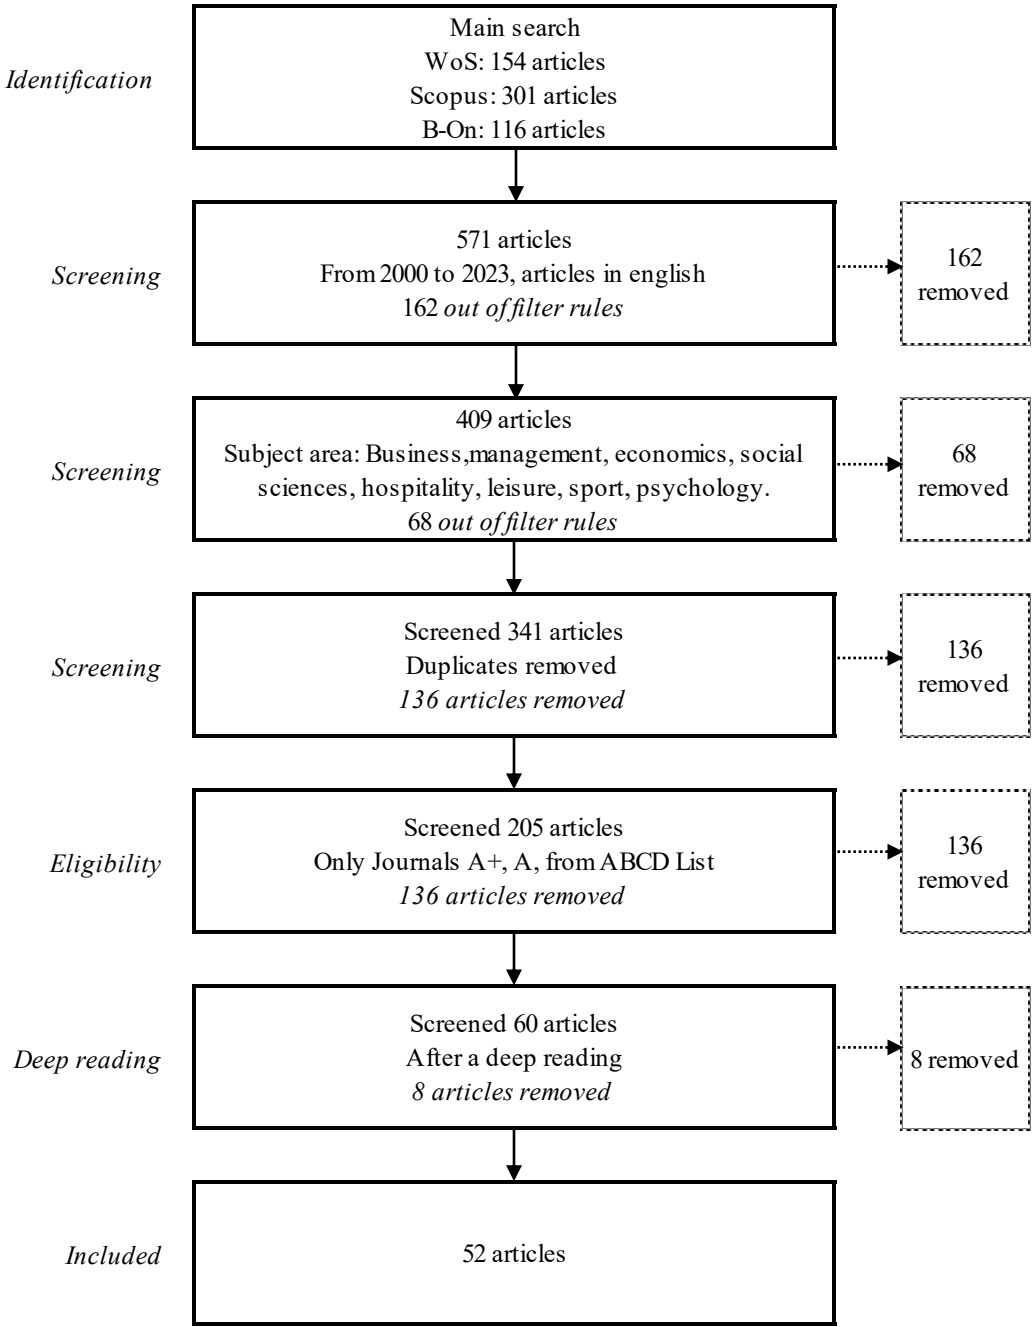 Identification
Main search
WoS: 154 articles
Scopus: 301 articles
B-On: 116 articles
Screening
571 articles
From 2000 to 2023, articles in english
162 out of filter rules
162
removed
Screening
409 articles
Subject area: Business,management, economics, social
sciences, hospitality, leisure, sport, psychology.
68 out of filter rules
68
removed
Screening
Screened 341 articles
Duplicates removed
136 articles removed
136
removed
Eligibility
Screened 205 articles
Only Journals A+, A, from ABCD List
136 articles removed
136
removed
Deep reading
Screened 60 articles
After a deep reading
8 articles removed
8 removed
Included
52 articles